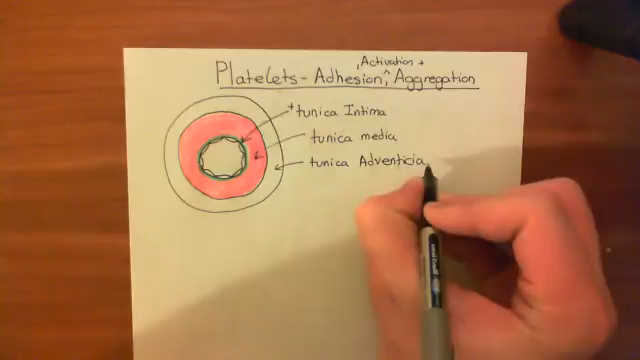 , Activation +
Platelets - Adhesion, ^ Aggregation
+ tunica Intima
tunica media
tunica Adventicia